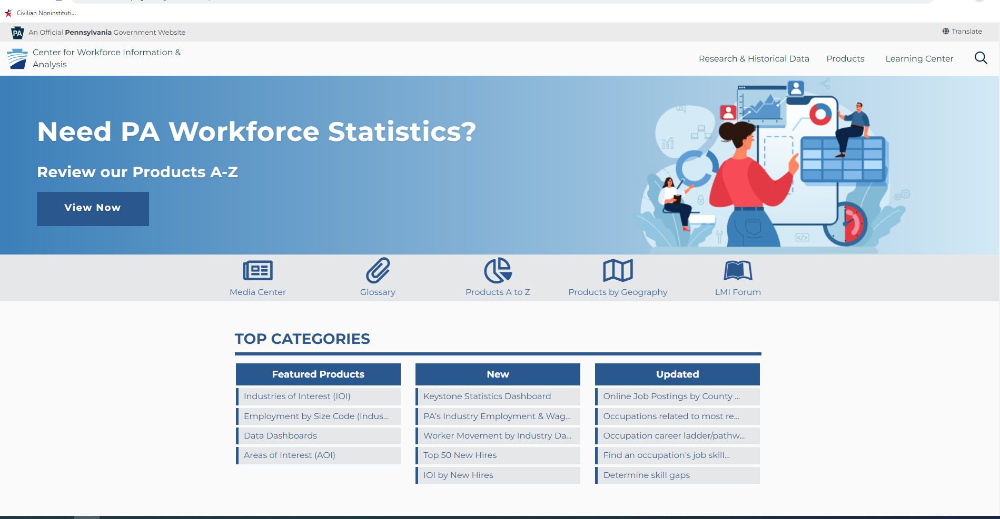 Civilian Noninstituti...
PA An Official Pennsylvania Government Website
Translate
Center for Workforce Information &
Analysis
Research & Historical Data
Products
Learning Center
Need PA Workforce Statistics?
Review our Products A-Z
View Now
</>
Media Center
Glossary
Products A to Z
Products by Geography
LMI Forum
TOP CATEGORIES
Featured Products
Industries of Interest (IOI)
Employment by Size Code (Indus...
Data Dashboards
Areas of Interest (AOI)
New
Keystone Statistics Dashboard
PA's Industry Employment & Wag...
Worker Movement by Industry Da...
Top 50 New Hires
IOI by New Hires
Updated
Online Job Postings by County ...
Occupations related to most re...
Occupation career ladder/pathw...
Find an occupation's job skill...
Determine skill gaps